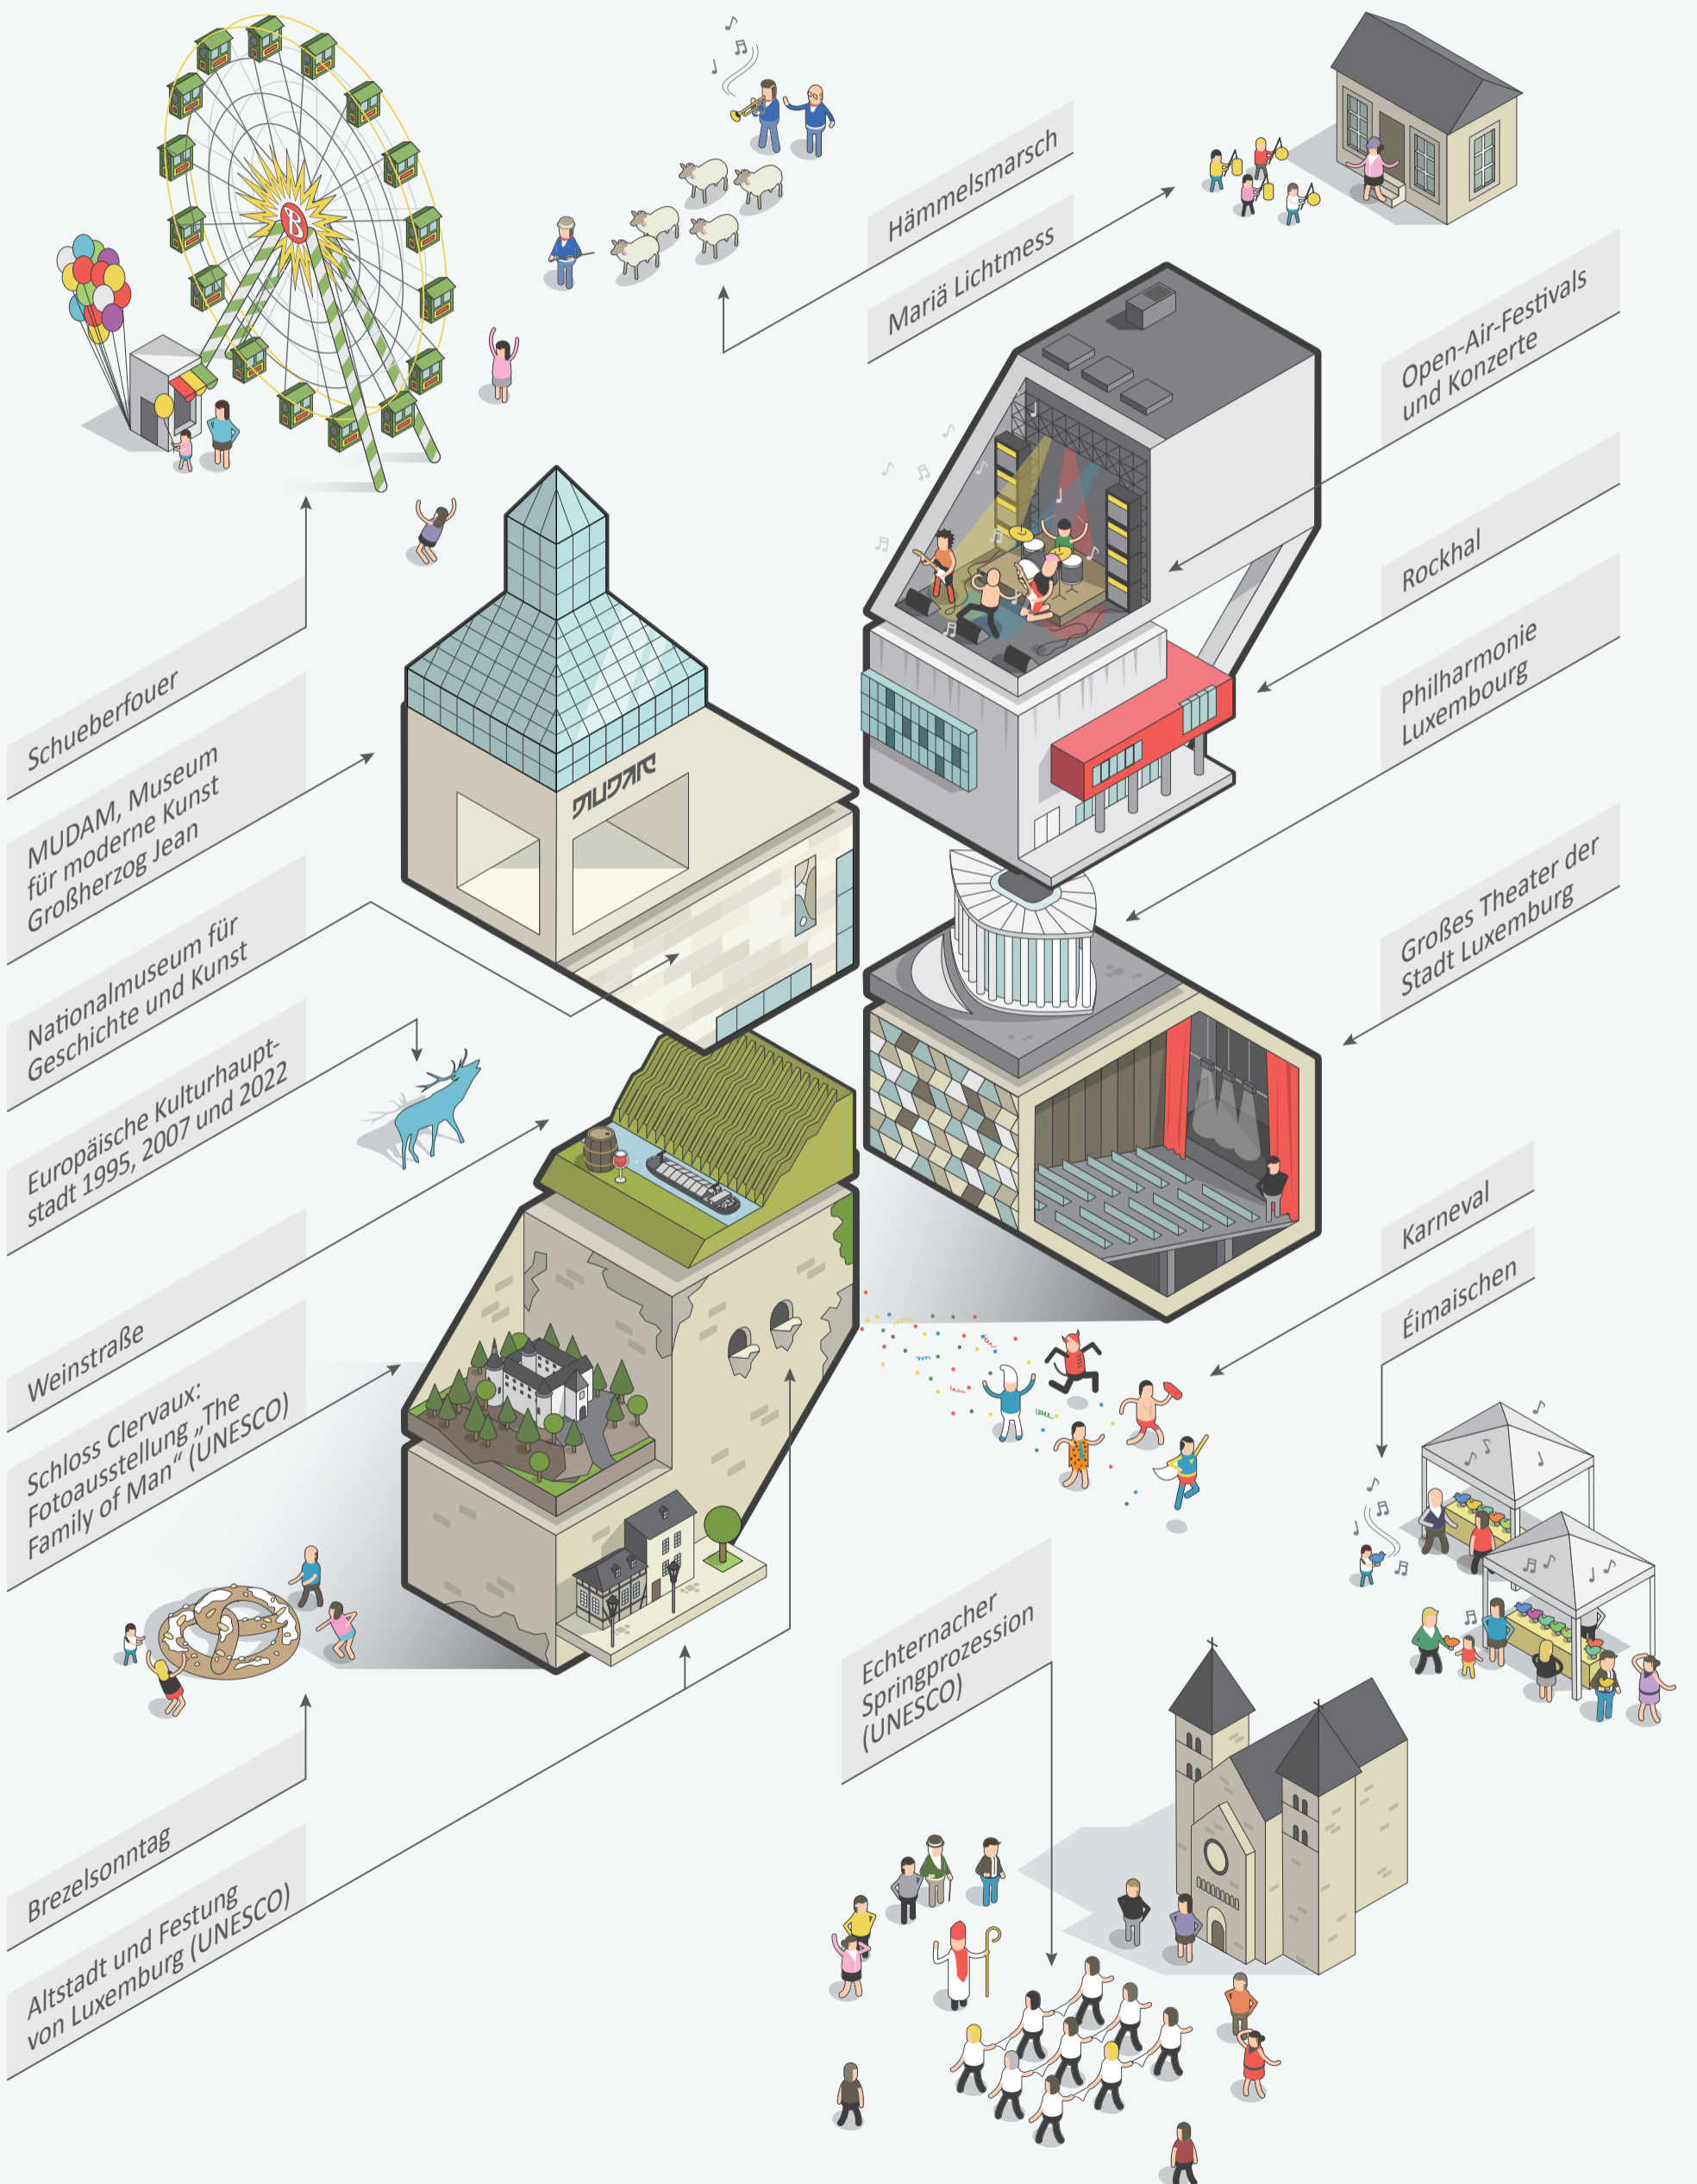 Hämmelsmarsch
Mariä Lichtmess
Open-Air-Festivals
und Konzerte
Rockhal
Philharmonie
Luxembourg
Großes Theater der
Stadt Luxemburg
Karneval
Éimaischen
Echternacher
Springprozession
(UNESCO)
B
MUDAM
Schueberfouer
MUDAM, Museum
für moderne Kunst
Großherzog Jean
Nationalmuseum für
Geschichte und Kunst
Europäische Kulturhaupt-
stadt 1995, 2007 und 2022
Weinstraße
Schloss Clervaux:
Fotoausstellung „The
Family of Man“ (UNESCO)
Brezelsonntag
Altstadt und Festung
von Luxemburg (UNESCO)